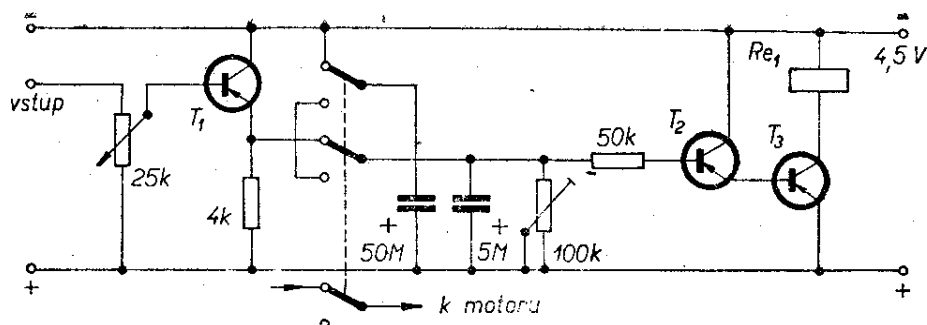 -
-
Re₁
4,5 V
vstup
T₁
T₂
T₃
50k
25k
4k
+
50M
+
5M
100k
+
+
k motoru